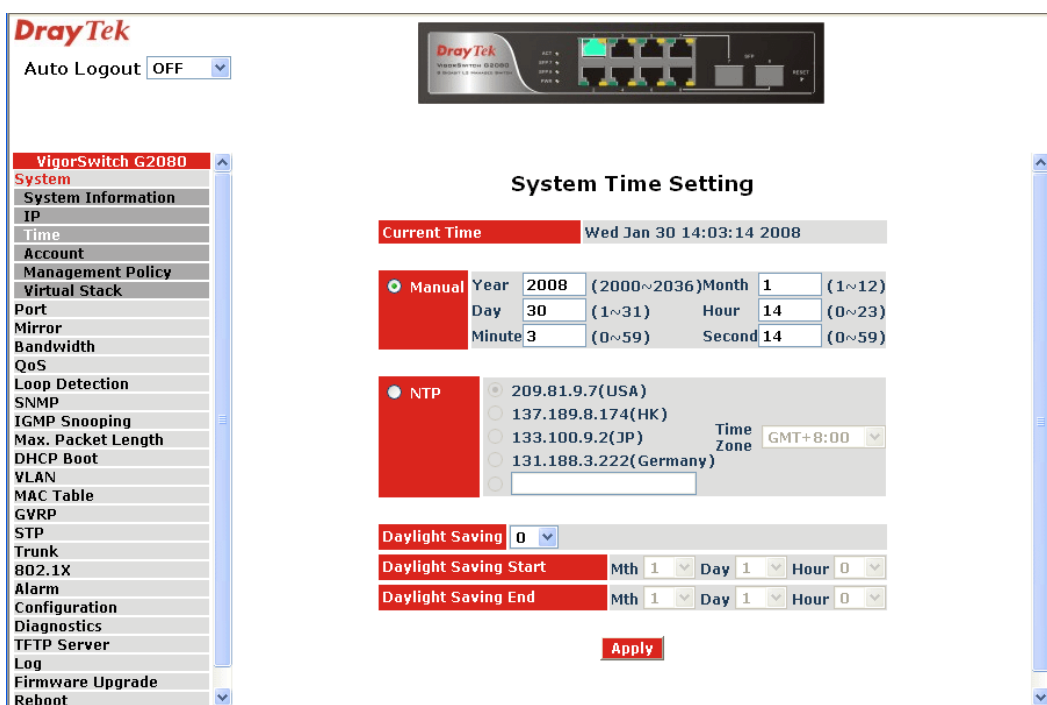 DrayTek
Auto Logout OFF
DrayTek
VigorSwitch G2080
RESET
VigorSwitch G2080
System
System Information
IP
Time
Account
Management Policy
Virtual Stack
Port
Mirror
Bandwidth
QoS
Loop Detection
SNMP
IGMP Snooping
Max. Packet Length
DHCP Boot
VLAN
MAC Table
GVRP
STP
Trunk
802.1X
Alarm
Configuration
Diagnostics
TFTP Server
Log
Firmware Upgrade
Reboot
System Time Setting
Current Time Wed Jan 30 14:03:14 2008
Manual Year 2008 (2000~2036) Month 1 (1~12)
Day 30 (1~31) Hour 14 (0~23)
Minute 3 (0~59) Second 14 (0~59)
NTP 209.81.9.7(USA)
137.189.8.174(HK)
133.100.9.2(JP)
131.188.3.222(Germany)
Time Zone GMT+8:00
Daylight Saving 0
Daylight Saving Start Mth 1 Day 1 Hour 0
Daylight Saving End Mth 1 Day 1 Hour 0
Apply